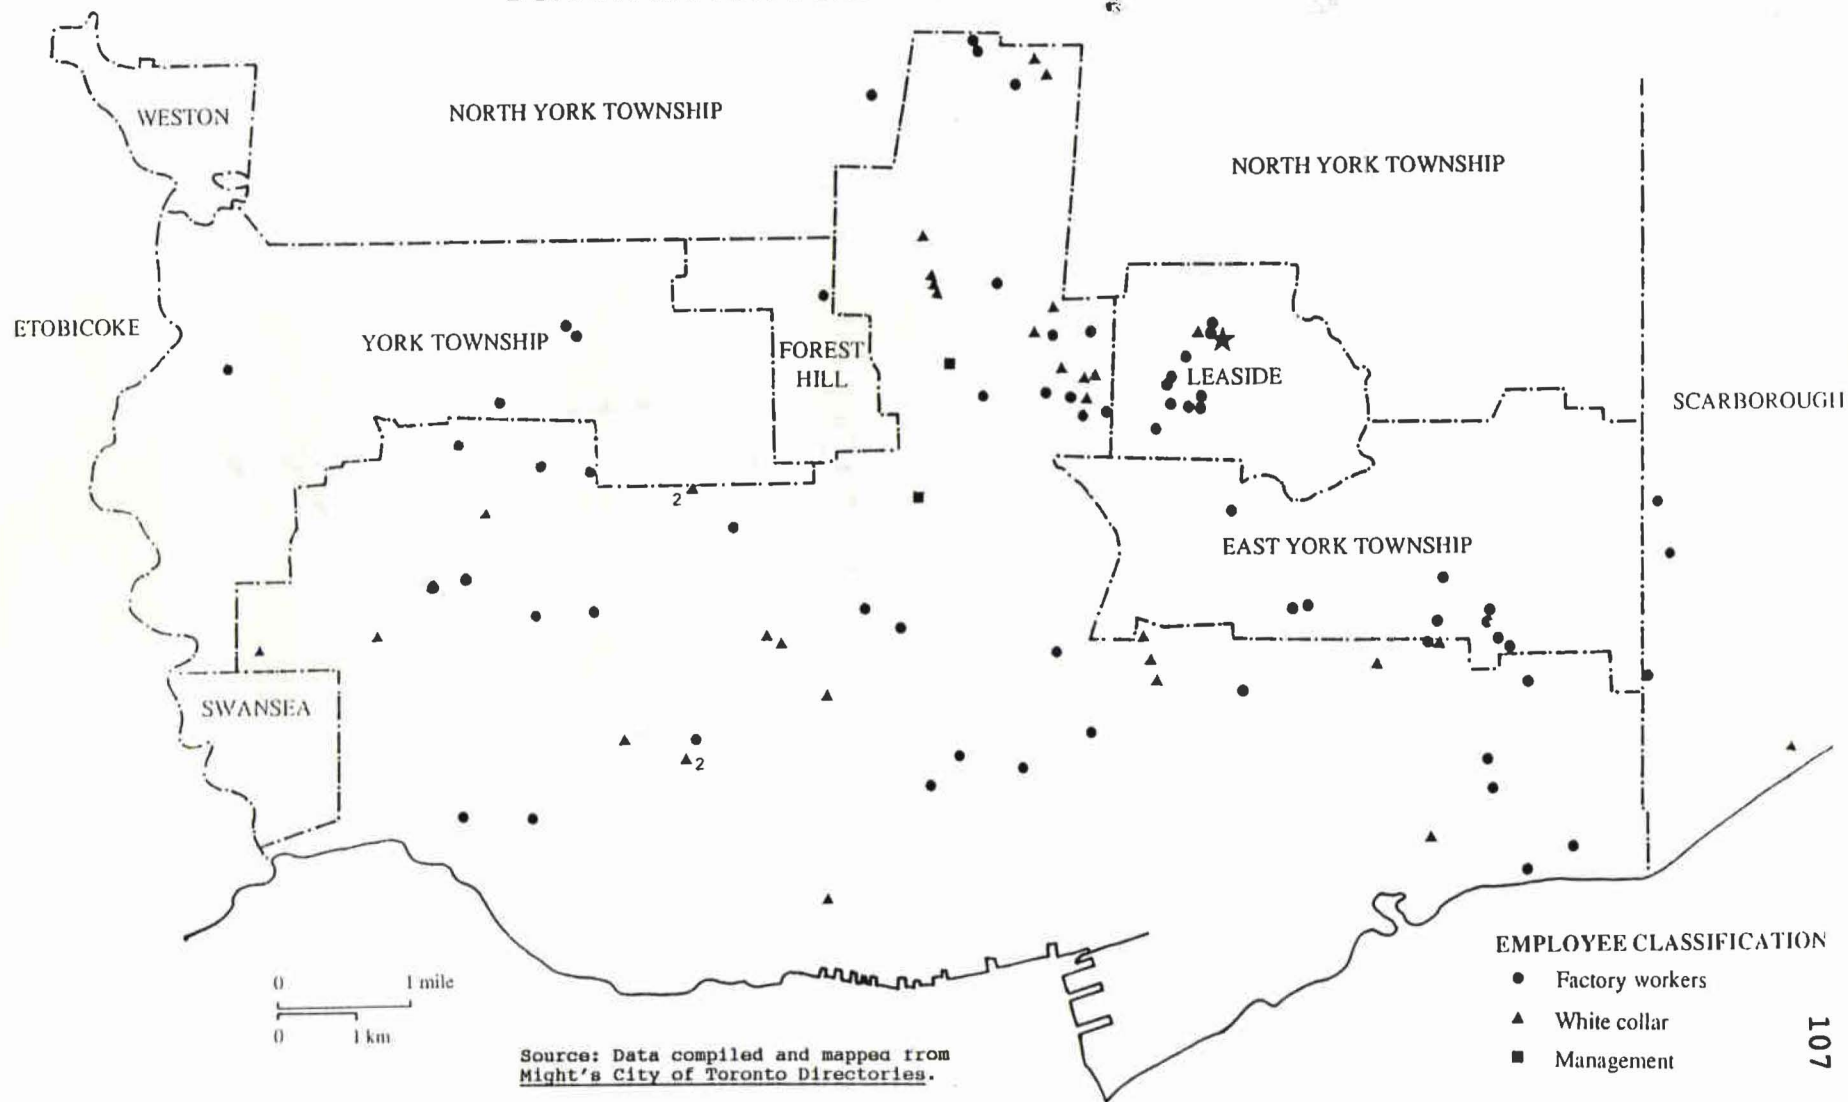 WESTON
NORTH YORK TOWNSHIP
NORTH YORK TOWNSHIP
ETOBICOKE
YORK TOWNSHIP
FOREST
HILL
LEASIDE
SCARBOROUGH
2
EAST YORK TOWNSHIP
SWANSEA
2
EMPLOYEE CLASSIFICATION
Factory workers
White collar
Management
0 1 mile
0 1 km
Source: Data compiled and mapped from
Might's City of Toronto Directories.
107